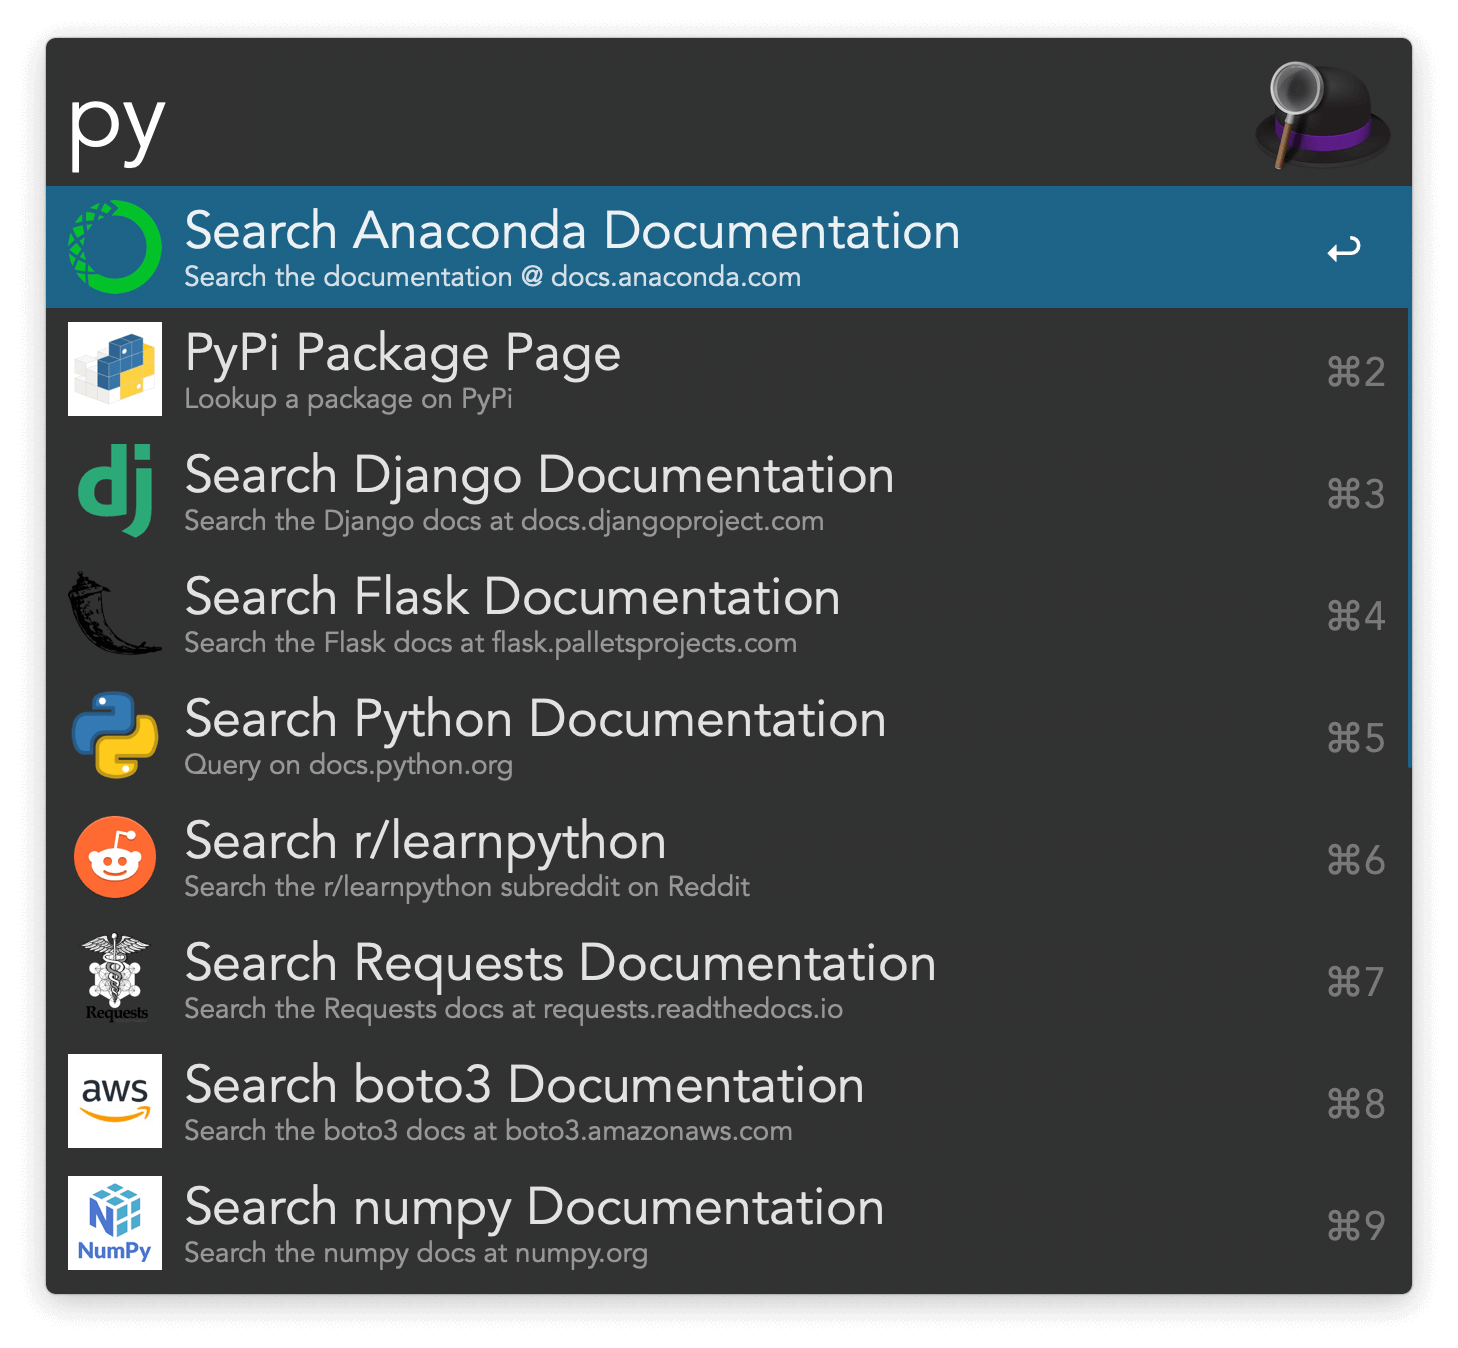 py
Search Anaconda Documentation
Search the documentation @ docs.anaconda.com
PyPi Package Page
Lookup a package on PyPi
⌘2
dj
Search Django Documentation
Search the Django docs at docs.djangoproject.com
⌘3
Search Flask Documentation
Search the Flask docs at flask.palletsprojects.com
⌘4
Search Python Documentation
Query on docs.python.org
⌘5
Search r/learnpython
Search the r/learnpython subreddit on Reddit
⌘6
Requests
Search Requests Documentation
Search the Requests docs at requests.readthedocs.io
⌘7
aws
Search boto3 Documentation
Search the boto3 docs at boto3.amazonaws.com
⌘8
NumPy
Search numpy Documentation
Search the numpy docs at numpy.org
⌘9